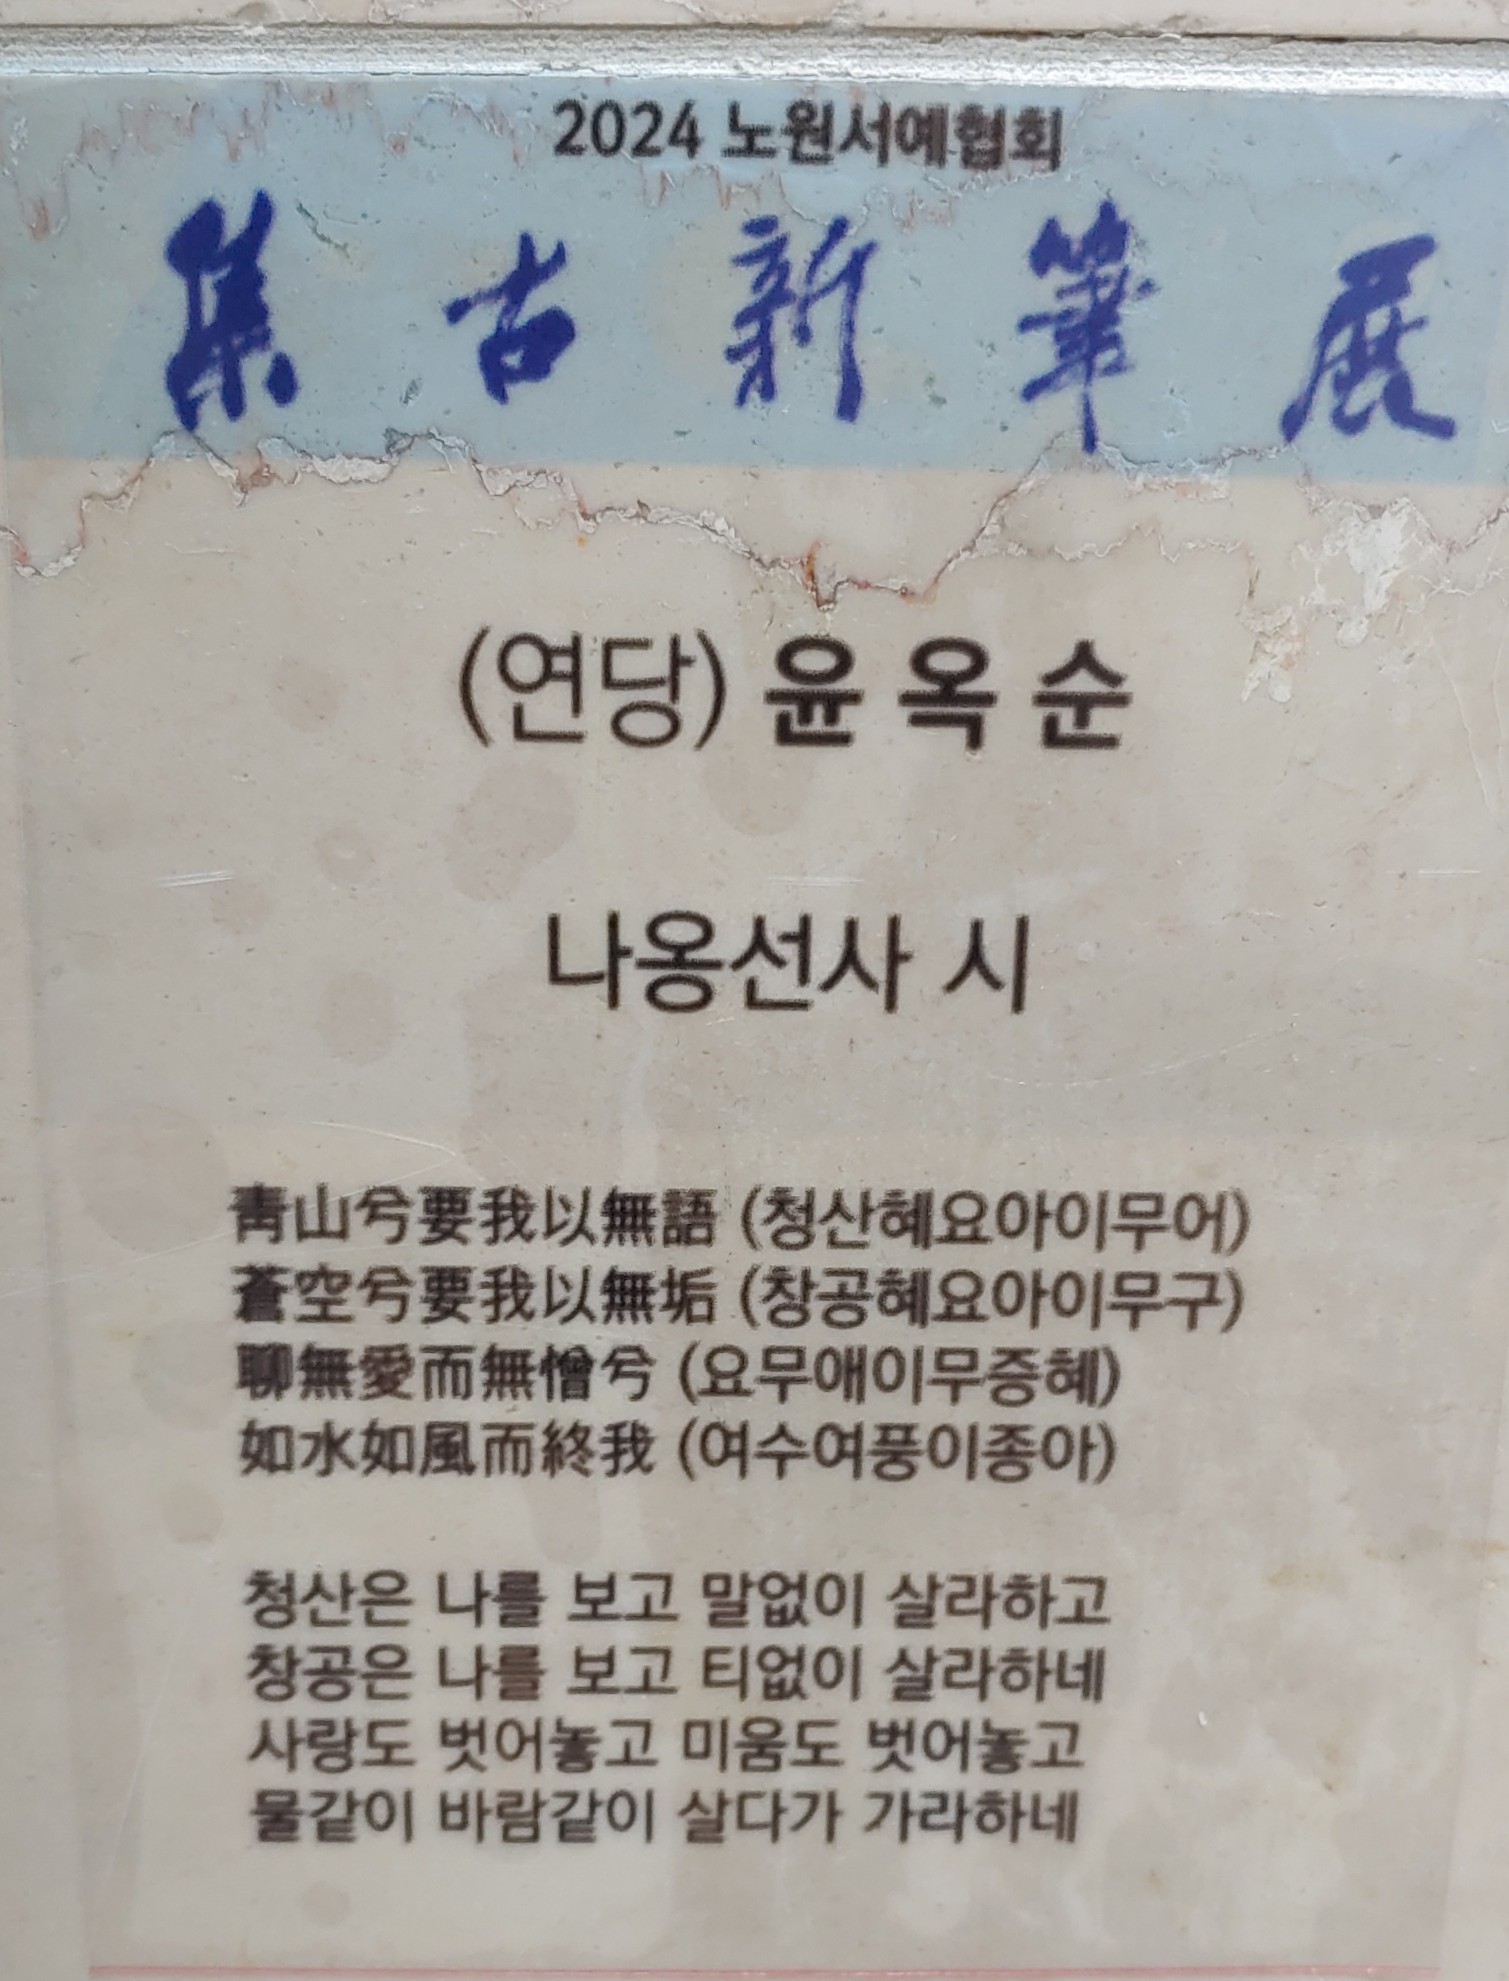 2024 노원서예협회
集古新筆展
(연당) 윤옥순
나옹선사 시
靑山兮要我以無語 (청산혜요아이무어)
蒼空兮要我以無垢 (창공혜요아이무구)
聊無愛而無憎兮 (요무애이무증혜)
如水如風而終我 (여수여풍이종아)
청산은 나를 보고 말없이 살라하고
창공은 나를 보고 티없이 살라하네
사랑도 벗어놓고 미움도 벗어놓고
물같이 바람같이 살다가 가라하네